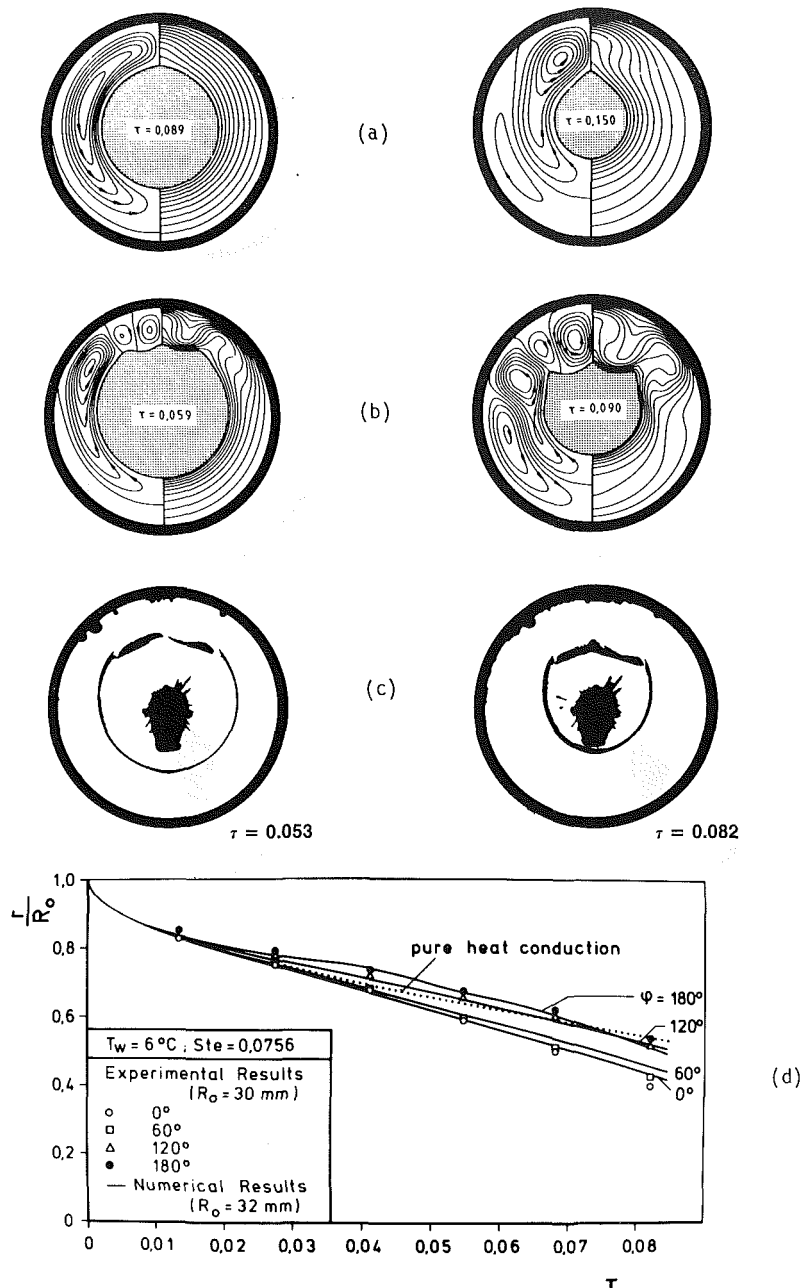 τ = 0,089
τ = 0,150
(a)
τ = 0,059
τ = 0,090
(b)
(c)
τ = 0.053
τ = 0.082
r/R₀
1,0
0,8
0,6
0,4
0,2
0
pure heat conduction
φ = 180°
120°
60°
0°
T_W = 6°C ; Ste = 0,0756
Experimental Results
(R₀ = 30 mm)
○ 0°
□ 60°
△ 120°
● 180°
— Numerical Results
(R₀ = 32 mm)
(d)
0 0,01 0,02 0,03 0,04 0,05 0,06 0,07 0,08
τ